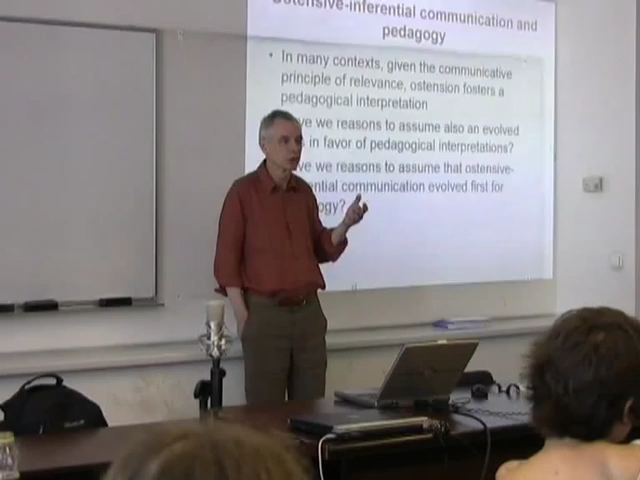 Ostensive-inferential communication and
pedagogy
• In many contexts, given the communicative
principle of relevance, ostension fosters a
pedagogical interpretation
ve we reasons to assume also an evolved
in favor of pedagogical interpretations?
ve we reasons to assume that ostensive-
ential communication evolved first for
ogy?